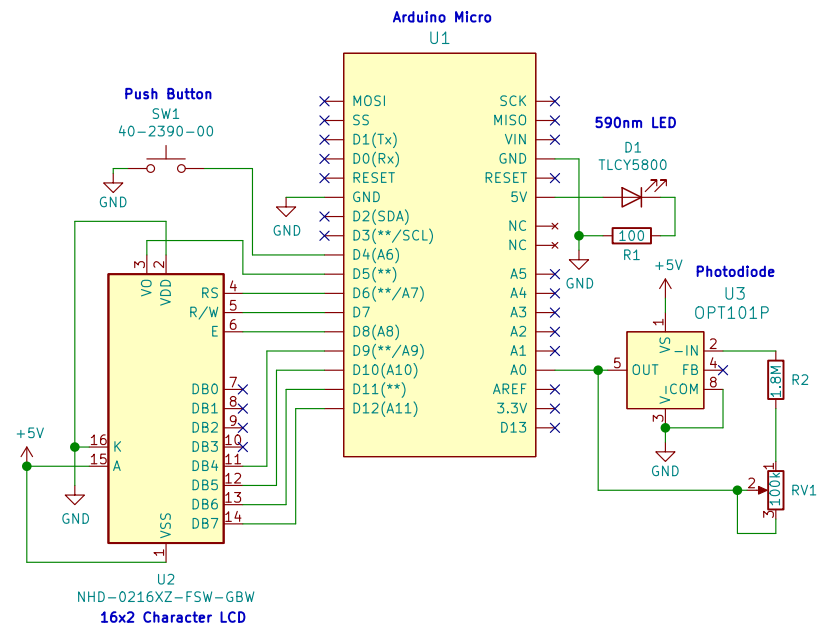 Arduino Micro
U1
Push Button
SW1
40-2390-00
GND
MOSI
SS
D1(Tx)
D0(Rx)
RESET
GND
D2(SDA)
D3(**/SCL)
D4(A6)
D5(**)
D6(**/A7)
D7
D8(A8)
D9(**/A9)
D10(A10)
D11(**)
D12(A11)
GND
SCK
MISO
VIN
GND
RESET
5V
NC
NC
A5
A4
A3
A2
A1
A0
AREF
3.3V
D13
590nm LED
D1
TLCY5800
100
R1
GND
+5V
Photodiode
U3
OPT101P
1
VS
-IN 2
5 OUT
FB 4
-COM 8
V-
3
GND
1.8M
R2
1
2
100k
RV1
3
3 2
VO VDD
RS 4
R/W 5
E 6
DB0 7
DB1 8
DB2 9
DB3 10
DB4 11
DB5 12
DB6 13
DB7 14
+5V
16 K
15 A
GND
VSS
1
U2
NHD-0216XZ-FSW-GBW
16x2 Character LCD